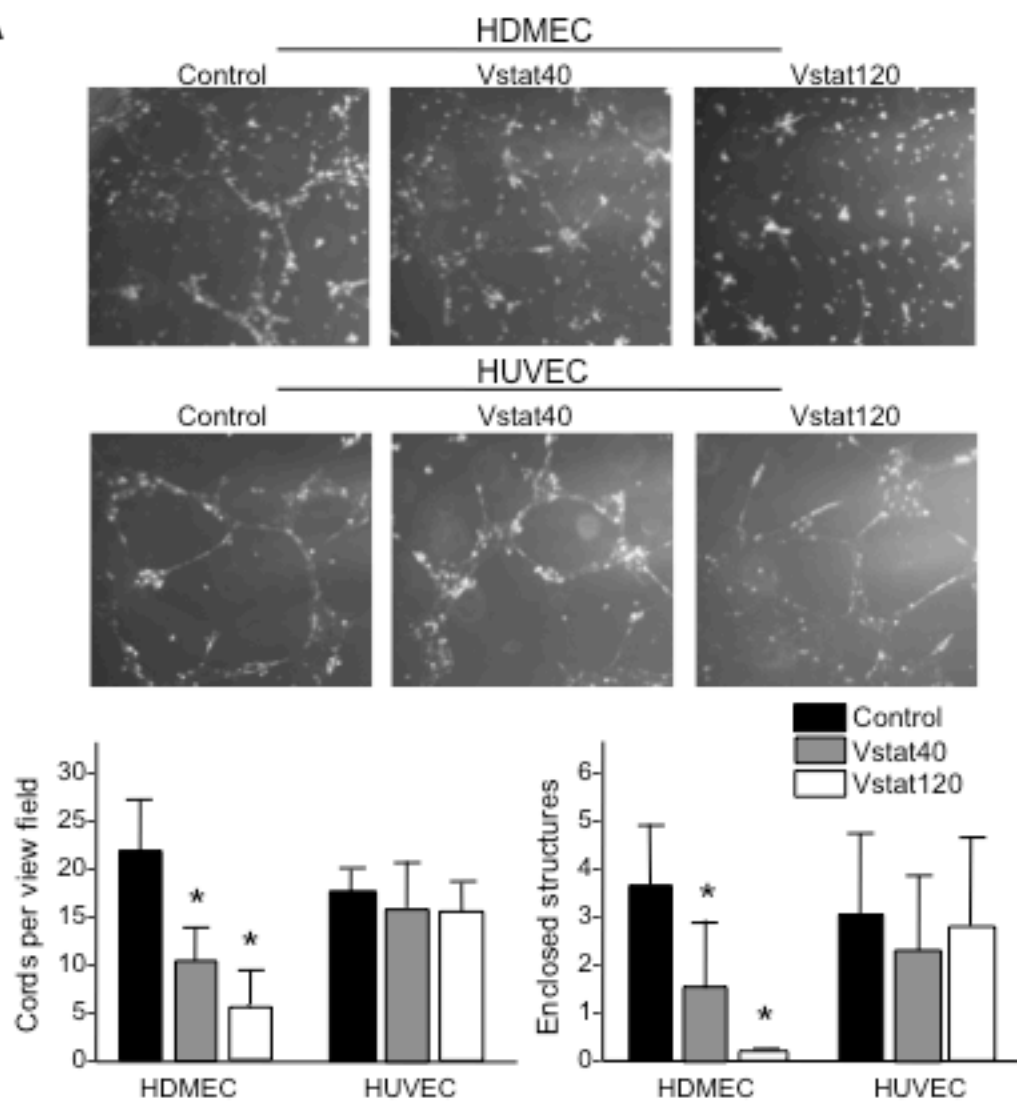 A
HDMEC
Control Vstat40 Vstat120
HUVEC
Control Vstat40 Vstat120
Control
Vstat40
Vstat120
Cords per view field
30
25
20
15
10
5
0
* *
HDMEC HUVEC
Enclosed structures
6
5
4
3
2
1
0
* *
HDMEC HUVEC